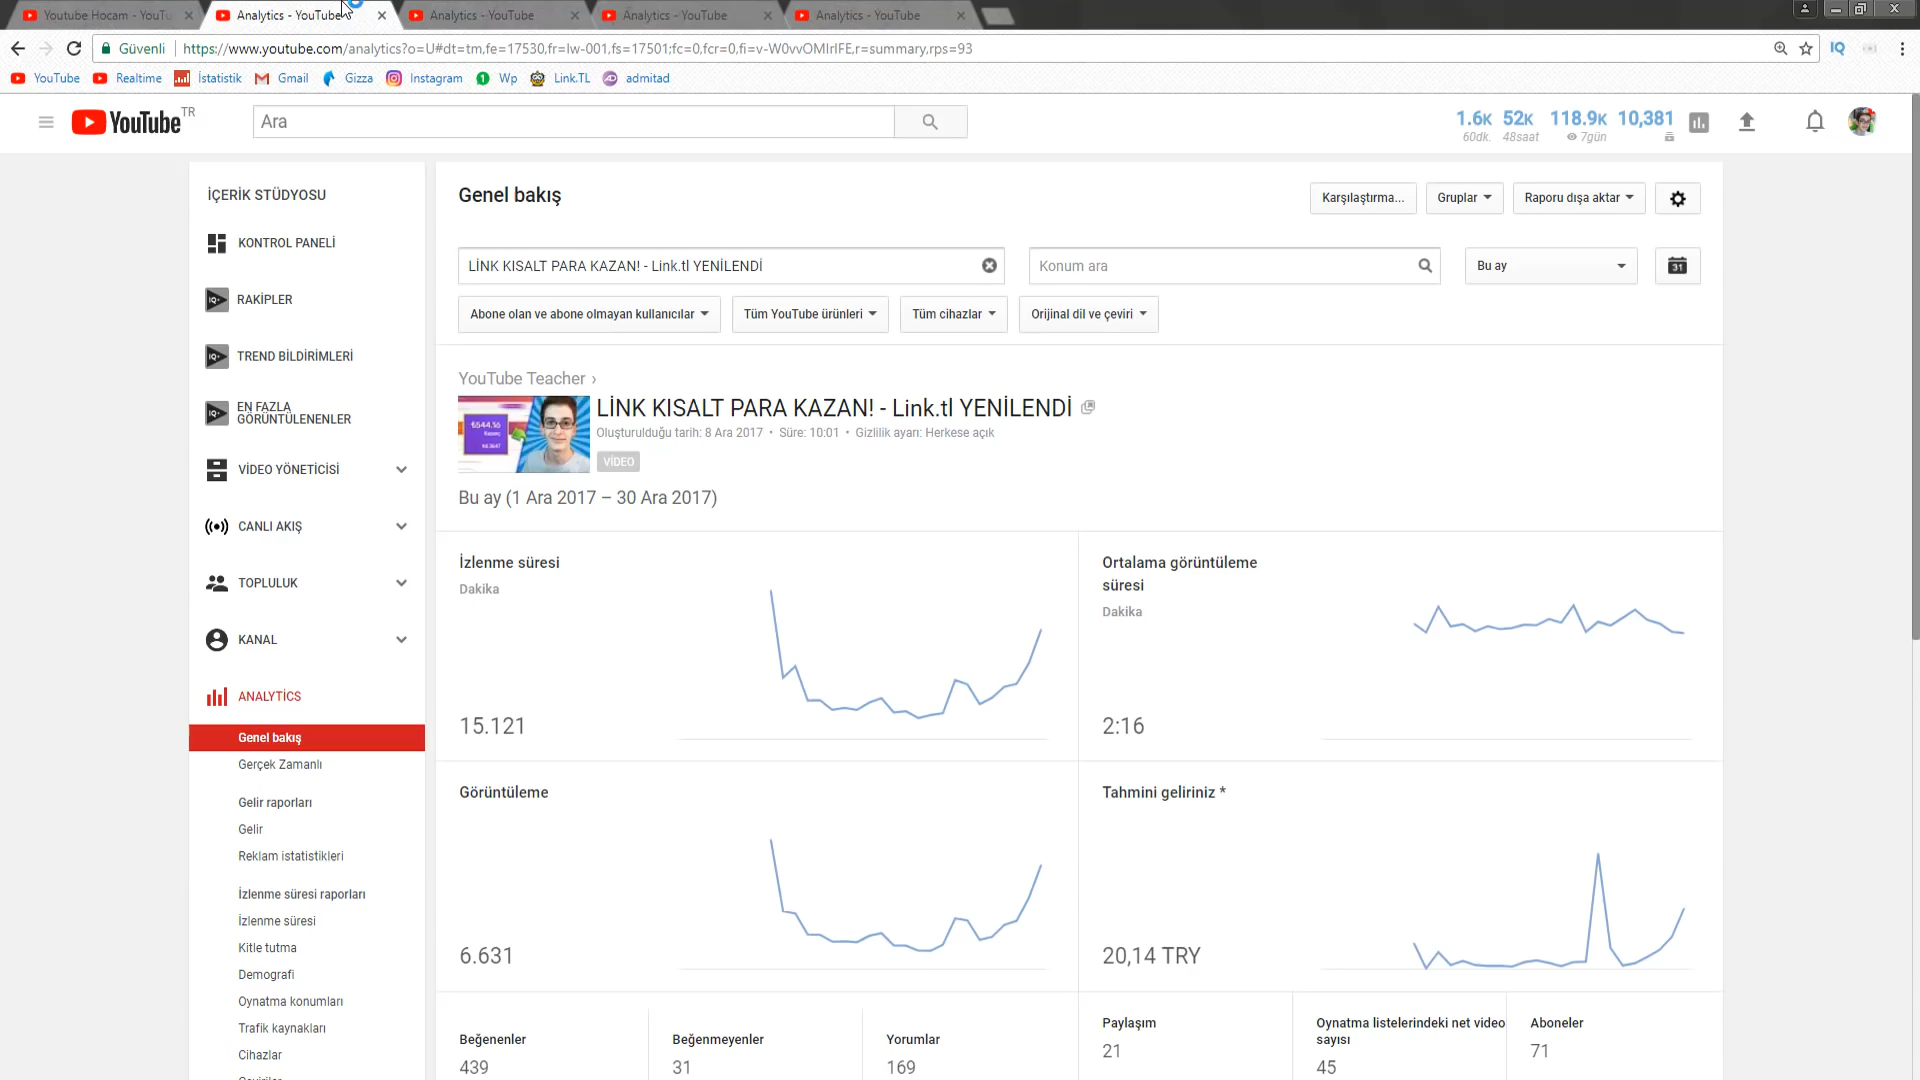 Youtube Hocam - YouTu
Analytics - YouTube
Analytics - YouTube
Analytics - YouTube
Analytics - YouTube
Güvenli
https://www.youtube.com/analytics?o=U#dt=tm,fe=17530,fr=lw-001,fs=17501;fc=0,fcr=0,fi=v-W0vvOMIrIFE,r=summary,rps=93
IQ
YouTube Realtime İstatistik Gmail Gizza Instagram Wp Link.TL admitad
YouTube TR
Ara
1.6K 52K 118.9K 10,381
60dk. 48saat 7gün
İÇERİK STÜDYOSU
KONTROL PANELİ
RAKİPLER
TREND BİLDİRİMLERİ
EN FAZLA
GÖRÜNTÜLENENLER
VİDEO YÖNETİCİSİ
CANLI AKIŞ
TOPLULUK
KANAL
ANALYTICS
Genel bakış
Gerçek Zamanlı
Gelir raporları
Gelir
Reklam istatistikleri
İzlenme süresi raporları
İzlenme süresi
Kitle tutma
Demografi
Oynatma konumları
Trafik kaynakları
Cihazlar
Genel bakış
Karşılaştırma...
Gruplar
Raporu dışa aktar
LİNK KISALT PARA KAZAN! - Link.tl YENİLENDİ
Konum ara
Bu ay
31
Abone olan ve abone olmayan kullanıcılar
Tüm YouTube ürünleri
Tüm cihazlar
Orijinal dil ve çeviri
YouTube Teacher ›
LİNK KISALT PARA KAZAN! - Link.tl YENİLENDİ
Oluşturulduğu tarih: 8 Ara 2017 • Süre: 10:01 • Gizlilik ayarı: Herkese açık
VİDEO
₺544.16
Kazanç
Bu ay (1 Ara 2017 – 30 Ara 2017)
İzlenme süresi
Dakika
15.121
Ortalama görüntüleme
süresi
Dakika
2:16
Görüntüleme
6.631
Tahmini geliriniz *
20,14 TRY
Beğenenler
439
Beğenmeyenler
31
Yorumlar
169
Paylaşım
21
Oynatma listelerindeki net video
sayısı
45
Aboneler
71